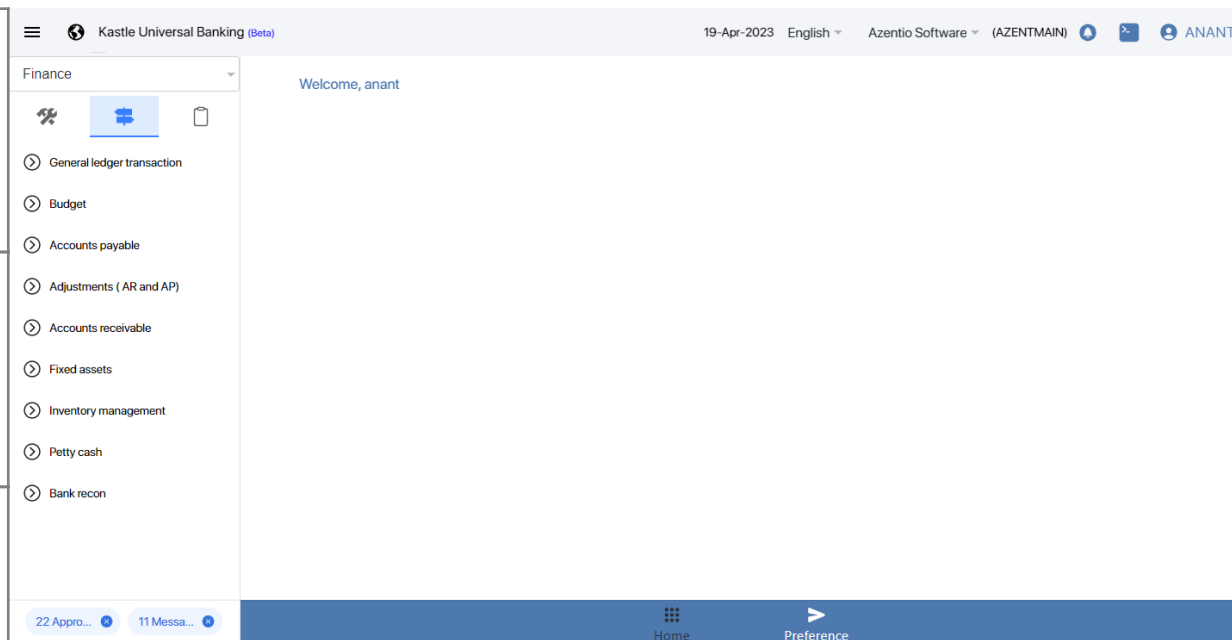 Kastle Universal Banking (Beta)
19-Apr-2023 English Azentio Software (AZENTMAIN) ANANT
Finance
Welcome, anant
General ledger transaction
Budget
Accounts payable
Adjustments ( AR and AP)
Accounts receivable
Fixed assets
Inventory management
Petty cash
Bank recon
22 Appro... 11 Messa...
Home Preference